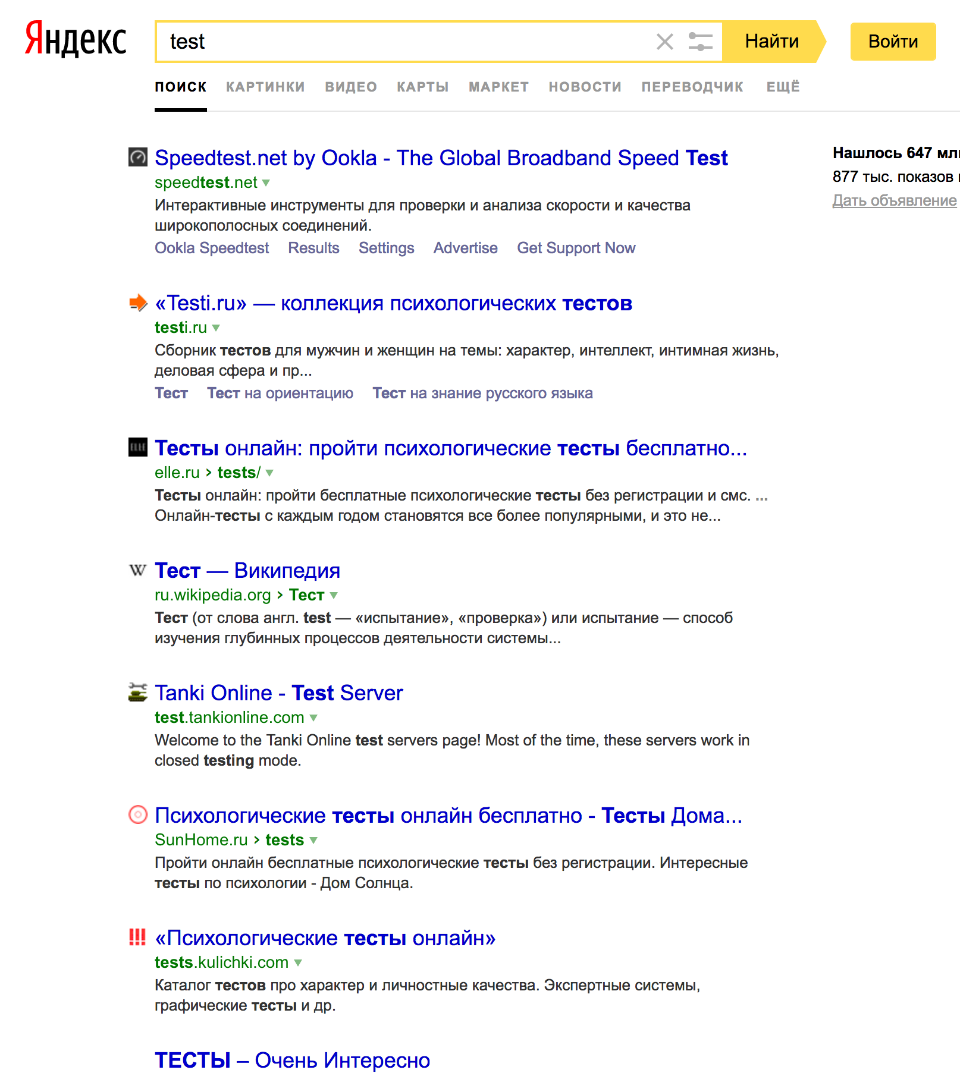 Яндекс
test
Найти
Войти
ПОИСК КАРТИНКИ ВИДЕО КАРТЫ МАРКЕТ НОВОСТИ ПЕРЕВОДЧИК ЕЩЁ
Speedtest.net by Ookla - The Global Broadband Speed Test
speedtest.net
Интерактивные инструменты для проверки и анализа скорости и качества
широкополосных соединений.
Ookla Speedtest Results Settings Advertise Get Support Now
«Testi.ru» — коллекция психологических тестов
testi.ru
Сборник тестов для мужчин и женщин на темы: характер, интеллект, интимная жизнь,
деловая сфера и пр...
Тест Тест на ориентацию Тест на знание русского языка
Тесты онлайн: пройти психологические тесты бесплатно...
elle.ru › tests/
Тесты онлайн: пройти бесплатные психологические тесты без регистрации и смс. ...
Онлайн-тесты с каждым годом становятся все более популярными, и это не...
W
Тест — Википедия
ru.wikipedia.org › Тест
Тест (от слова англ. test — «испытание», «проверка») или испытание — способ
изучения глубинных процессов деятельности системы...
Tanki Online - Test Server
test.tankionline.com
Welcome to the Tanki Online test servers page! Most of the time, these servers work in
closed testing mode.
Психологические тесты онлайн бесплатно - Тесты Дома...
SunHome.ru › tests
Пройти онлайн бесплатные психологические тесты без регистрации. Интересные
тесты по психологии - Дом Солнца.
!!!
«Психологические тесты онлайн»
tests.kulichki.com
Каталог тестов про характер и личностные качества. Экспертные системы,
графические тесты и др.
ТЕСТЫ – Очень Интересно
Нашлось 647
877 тыс. показов
Дать объявление